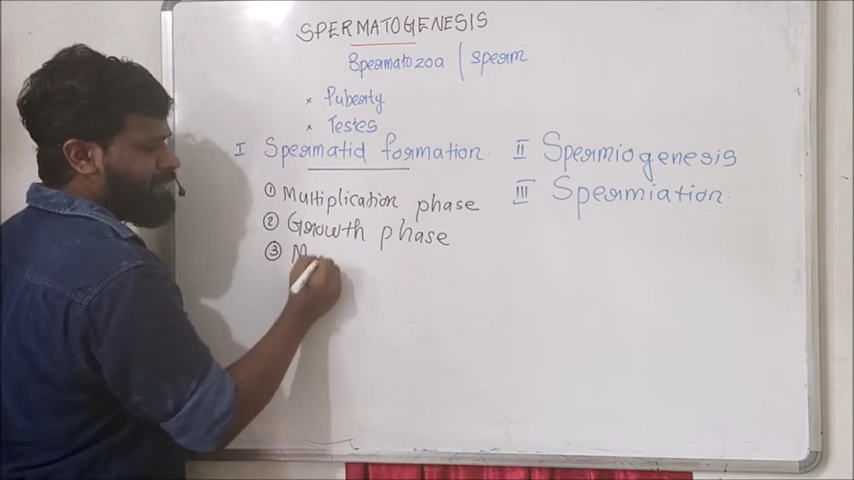 SPERMATOGENESIS
Spermatozoa | sperm
× Puberty
× Testes
I Spermatid formation
① Multiplication phase
② Growth phase
③ M
II Spermiogenesis
III Spermiation